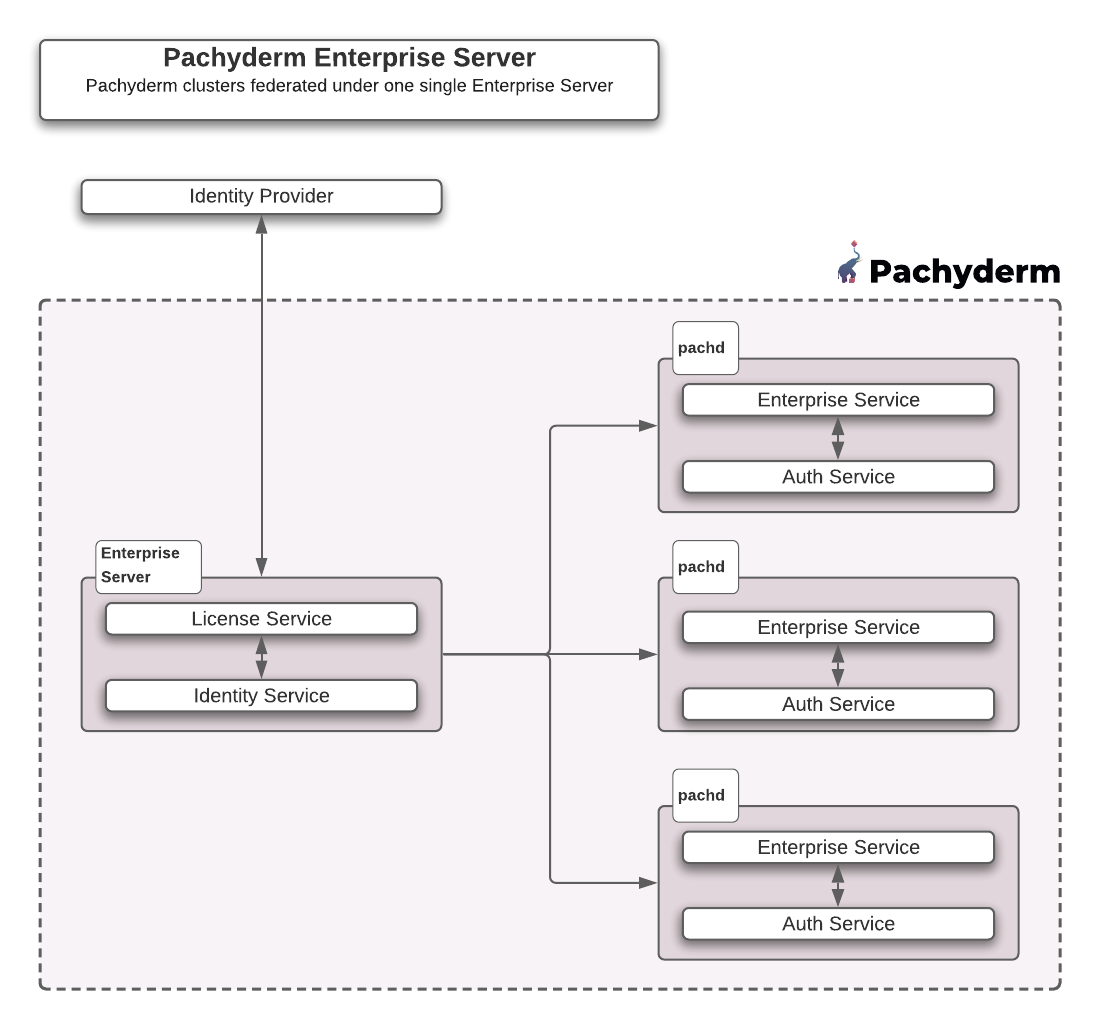 Pachyderm Enterprise Server
Pachyderm clusters federated under one single Enterprise Server
Identity Provider
Pachyderm
pachd
Enterprise Service
Auth Service
Enterprise
Server
License Service
Identity Service
pachd
Enterprise Service
Auth Service
pachd
Enterprise Service
Auth Service